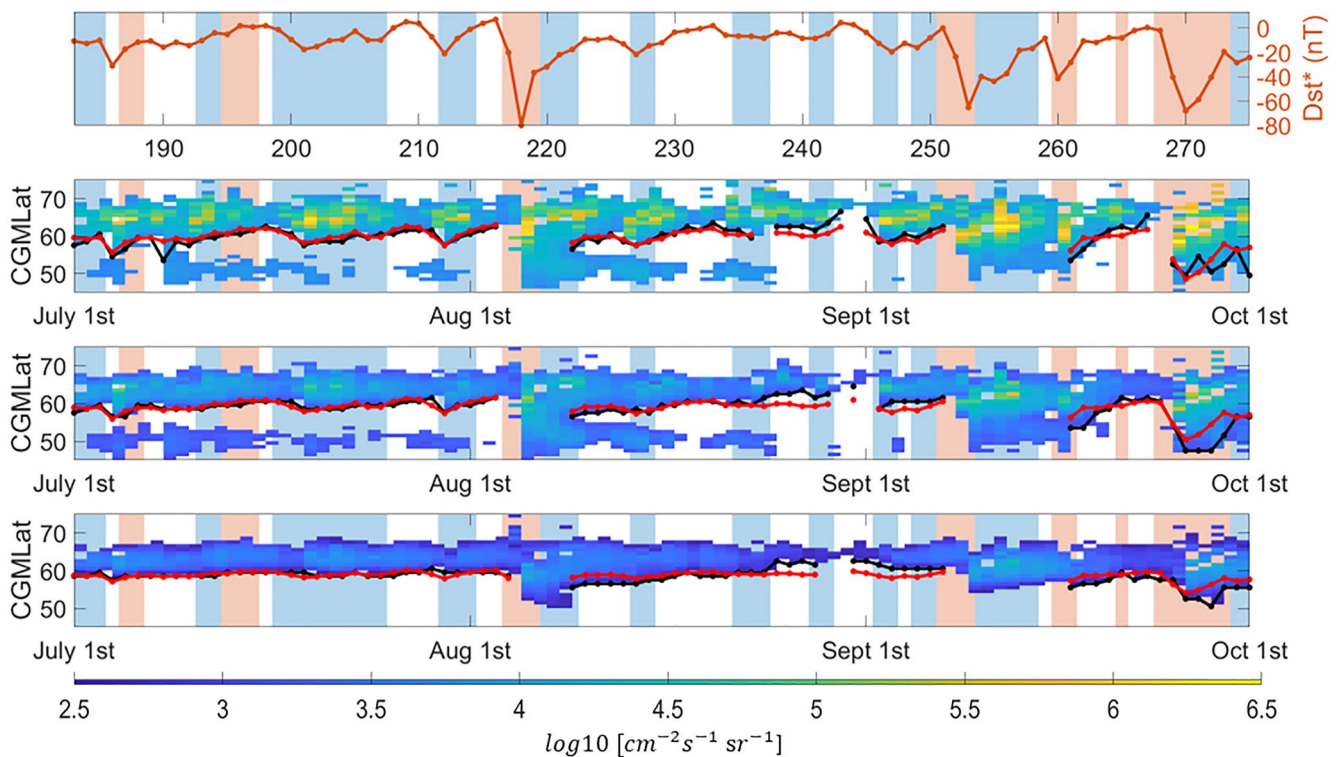 0
-20
-40
-60
-80
Dst* (nT)
190 200 210 220 230 240 250 260 270
CGMLat
70
60
50
July 1st Aug 1st Sept 1st Oct 1st
CGMLat
70
60
50
July 1st Aug 1st Sept 1st Oct 1st
CGMLat
70
60
50
July 1st Aug 1st Sept 1st Oct 1st
2.5 3 3.5 4 4.5 5 5.5 6 6.5
log10 [cm⁻²s⁻¹ sr⁻¹]